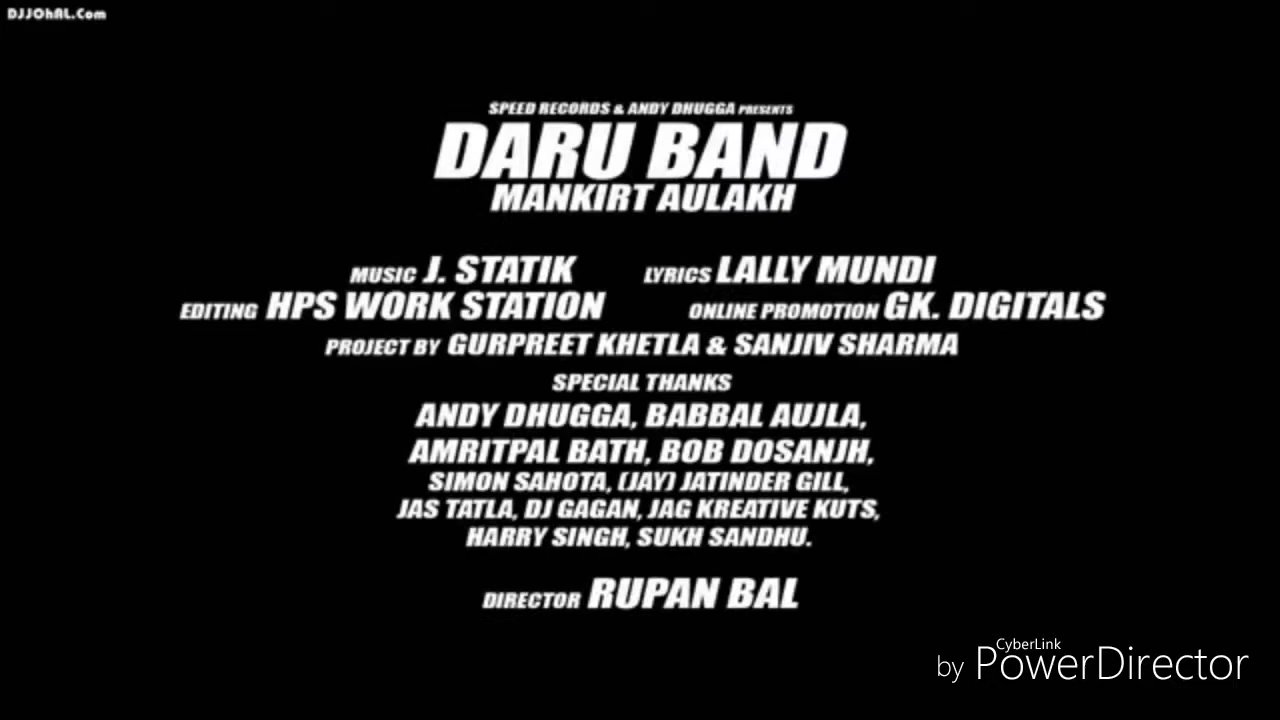 DJJOhAL.Com
SPEED RECORDS & ANDY DHUGGA PRESENTS
DARU BAND
MANKIRT AULAKH
MUSIC J. STATIK LYRICS LALLY MUNDI
EDITING HPS WORK STATION ONLINE PROMOTION GK. DIGITALS
PROJECT BY GURPREET KHETLA & SANJIV SHARMA
SPECIAL THANKS
ANDY DHUGGA, BABBAL AUJLA,
AMRITPAL BATH, BOB DOSANJH,
SIMON SAHOTA, (JAY) JATINDER GILL,
JAS TATLA, DJ GAGAN, JAG KREATIVE KUTS,
HARRY SINGH, SUKH SANDHU.
DIRECTOR RUPAN BAL
CyberLink
by PowerDirector